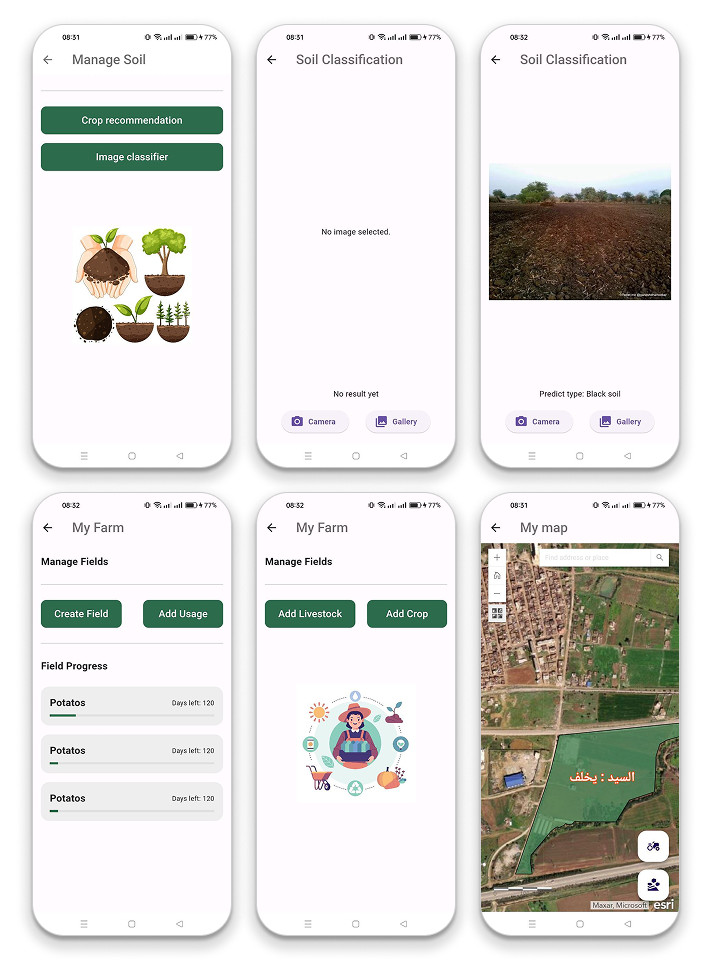 08:31
77%
Manage Soil
Crop recommendation
Image classifier
08:31
77%
Soil Classification
No image selected.
No result yet
Camera
Gallery
08:32
77%
Soil Classification
Predict type: Black soil
Camera
Gallery
08:32
77%
My Farm
Manage Fields
Create Field
Add Usage
Field Progress
Potatos
Days left: 120
Potatos
Days left: 120
Potatos
Days left: 120
08:32
77%
My Farm
Manage Fields
Add Livestock
Add Crop
08:31
77%
My map
Find address or place
السيد : يخلف
Maxar, Microsoft
esri